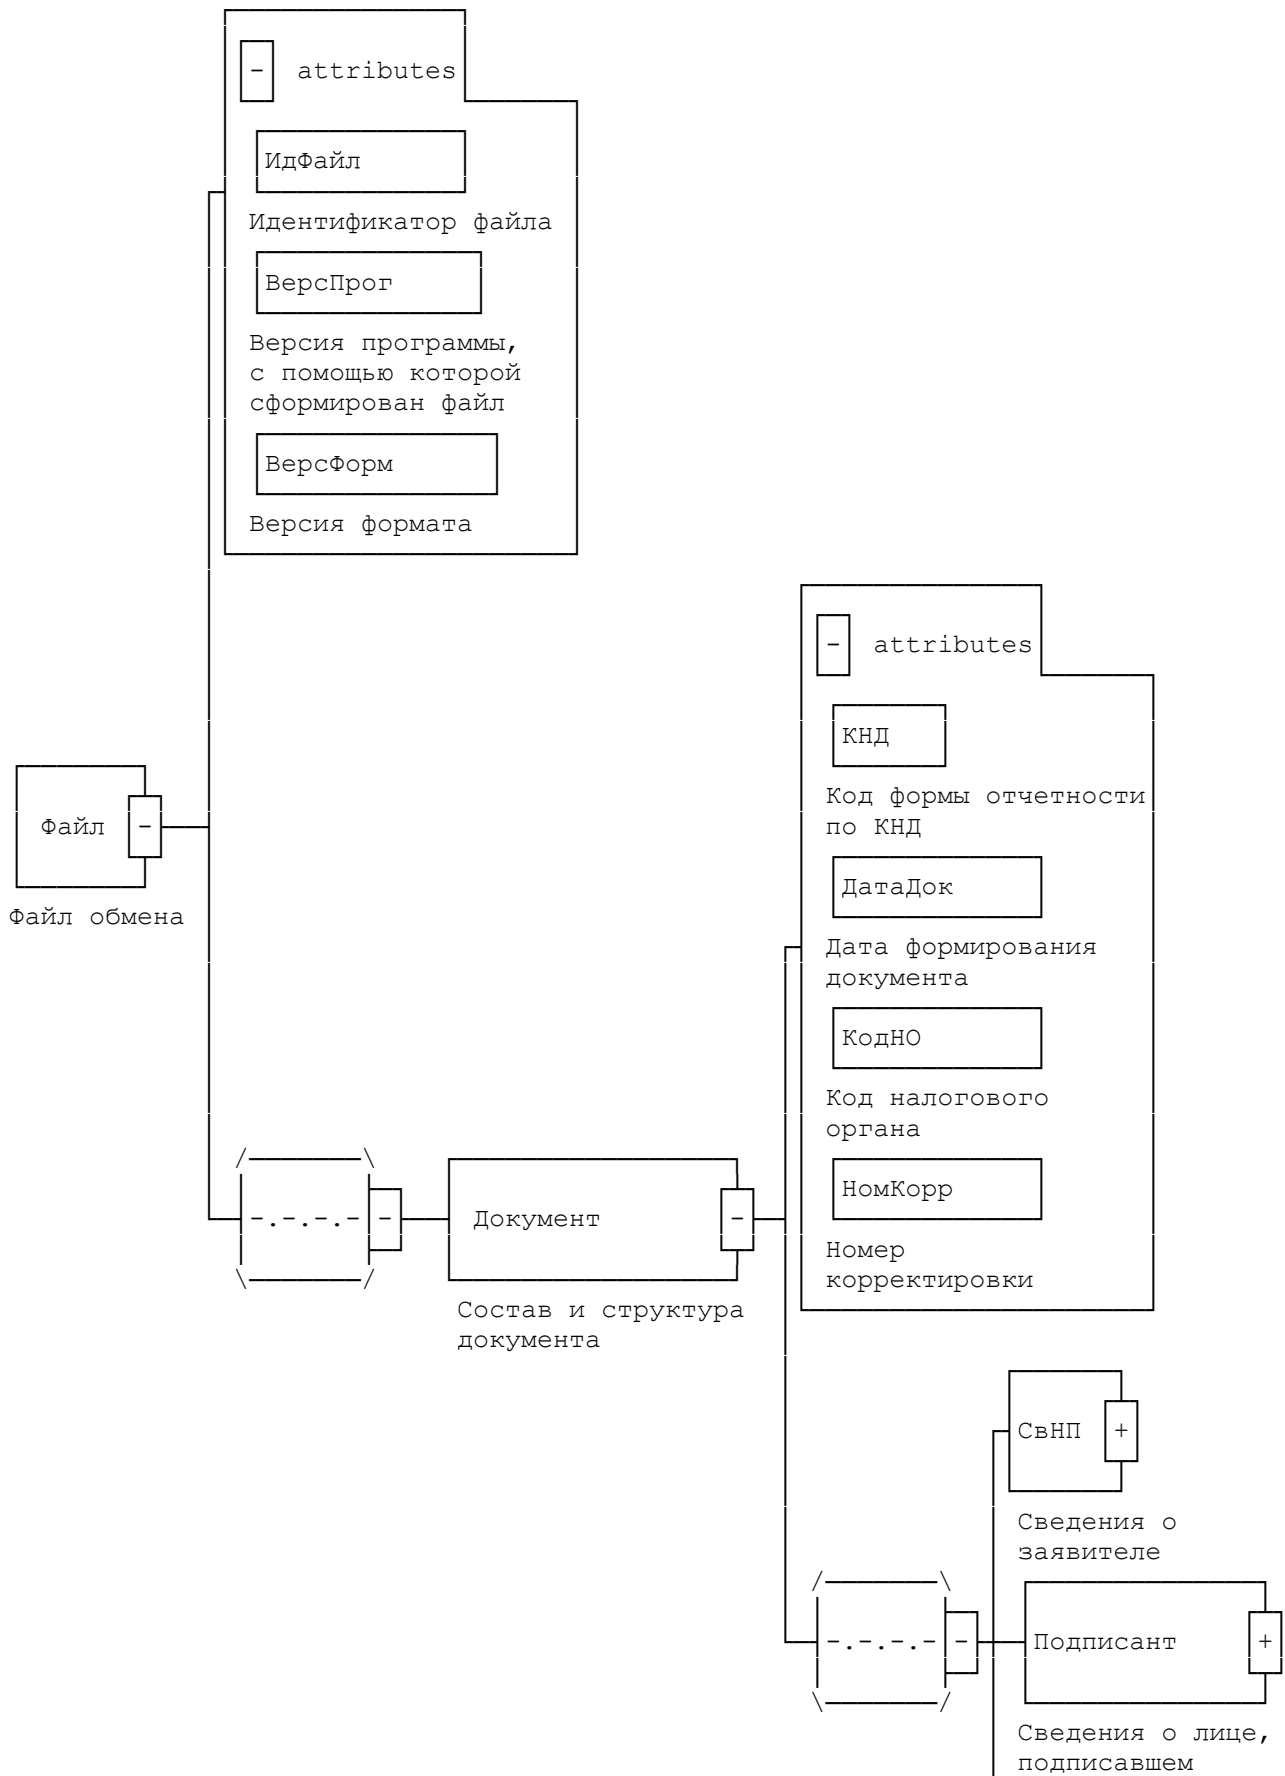 - attributes
ИдФайл
Идентификатор файла
ВерсПрог
Версия программы,
с помощью которой
сформирован файл
ВерсФорм
Версия формата
- attributes
КНД
Код формы отчетности
по КНД
Файл -
Файл обмена
ДатаДок
Дата формирования
документа
КодНО
Код налогового
органа
-.-.-.- -
Документ -
Состав и структура
документа
НомКорр
Номер
корректировки
СвНП +
Сведения о
заявителе
-.-.-.- -
Подписант +
Сведения о лице,
подписавшем